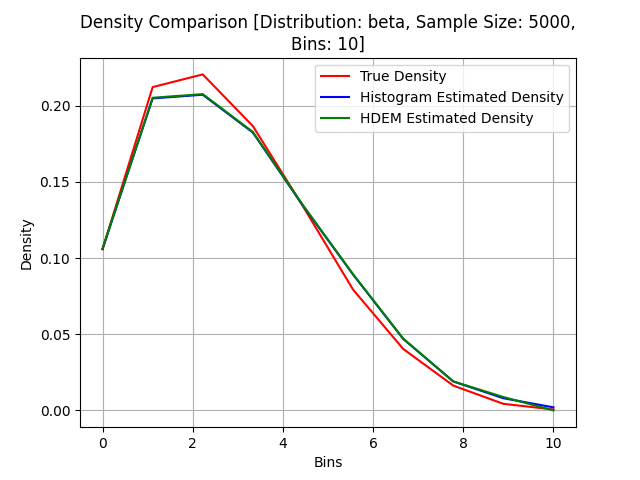 Density Comparison [Distribution: beta, Sample Size: 5000,
Bins: 10]
True Density
Histogram Estimated Density
HDEM Estimated Density
0.20
0.15
0.10
0.05
0.00
Density
0 2 4 6 8 10
Bins